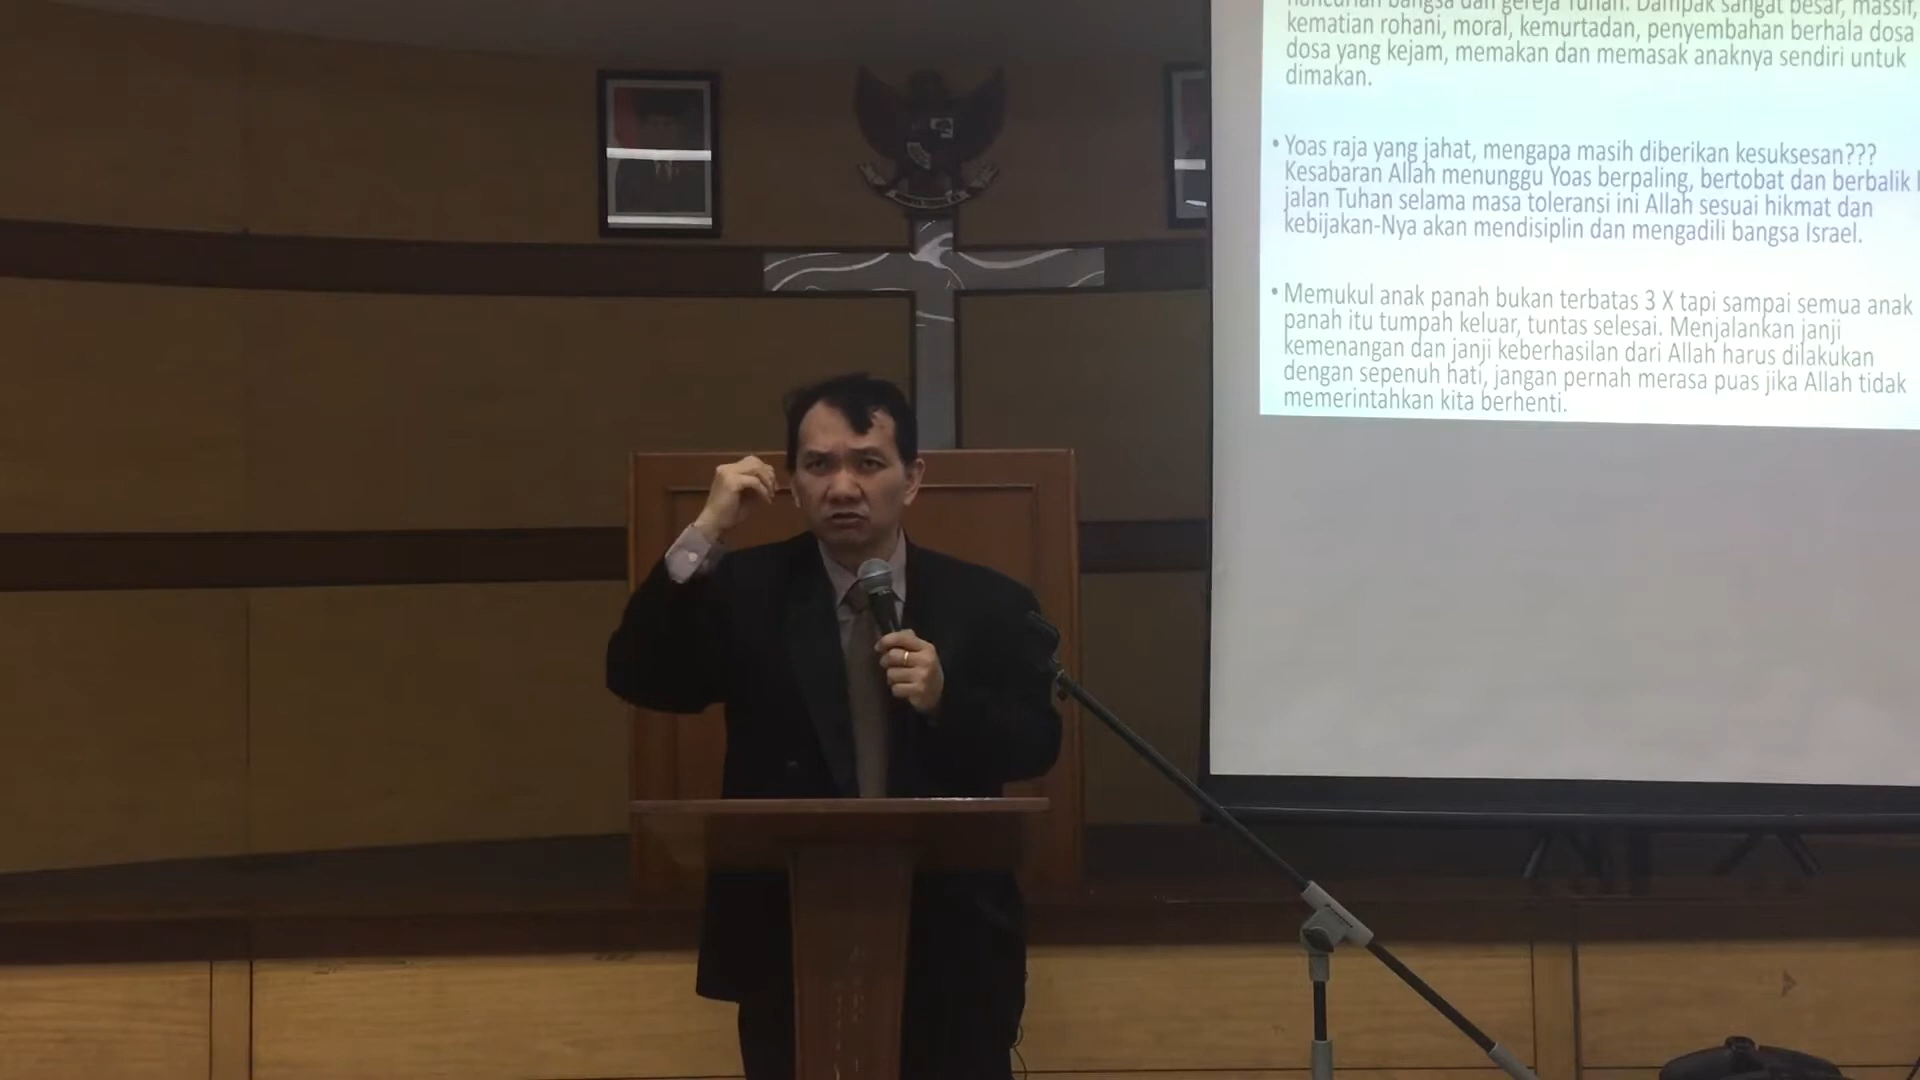 hancurlah bangsa dan gereja Tuhan. Dampak sangat besar, massif,
kematian rohani, moral, kemurtadan, penyembahan berhala dosa
dosa yang kejam, memakan dan memasak anaknya sendiri untuk
dimakan.
• Yoas raja yang jahat, mengapa masih diberikan kesuksesan???
Kesabaran Allah menunggu Yoas berpaling, bertobat dan berbalik
jalan Tuhan selama masa toleransi ini Allah sesuai hikmat dan
kebijakan-Nya akan mendisiplin dan mengadili bangsa Israel.
• Memukul anak panah bukan terbatas 3 X tapi sampai semua anak
panah itu tumpah keluar, tuntas selesai. Menjalankan janji
kemenangan dan janji keberhasilan dari Allah harus dilakukan
dengan sepenuh hati, jangan pernah merasa puas jika Allah tidak
memerintahkan kita berhenti.